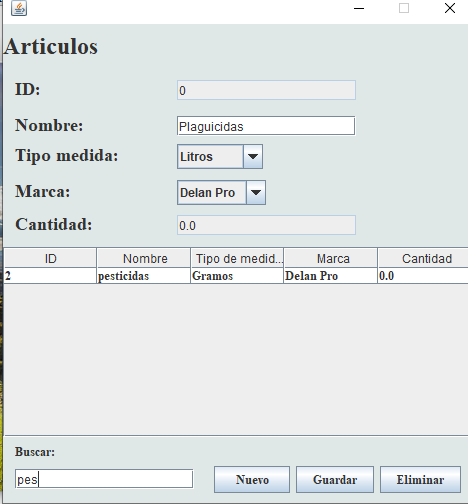 Articulos
ID: 0
Nombre: Plaguicidas
Tipo medida: Litros
Marca: Delan Pro
Cantidad: 0.0
ID Nombre Tipo de medid... Marca Cantidad
2 pesticidas Gramos Delan Pro 0.0
Buscar:
pes Nuevo Guardar Eliminar